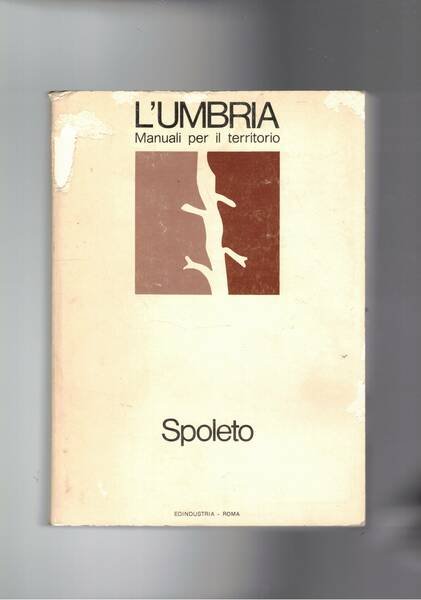 L'UMBRIA
Manuali per il territorio
Spoleto
EDINDUSTRIA - ROMA